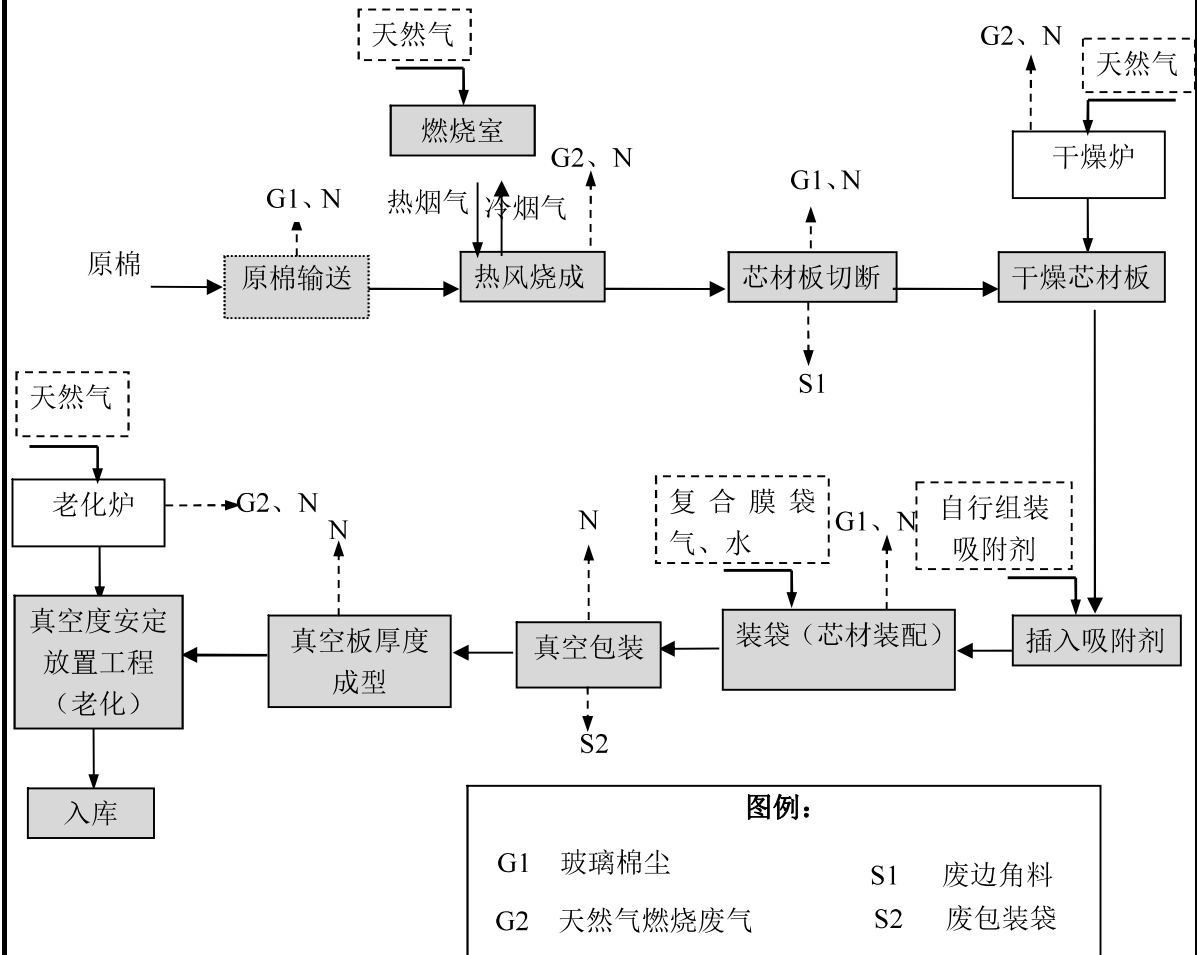 天然气
G2、N
天然气
燃烧室
G2、N
干燥炉
G1、N
热烟气
冷烟气
G1、N
原棉
原棉输送
热风烧成
芯材板切断
干燥芯材板
S1
天然气
老化炉
G2、N
N
N
复合膜袋
气、水
G1、N
自行组装
吸附剂
真空度安定
放置工程
（老化）
真空板厚度
成型
真空包装
装袋（芯材装配）
插入吸附剂
S2
入库
图例：
G1 玻璃棉尘
S1 废边角料
G2 天然气燃烧废气
S2 废包装袋